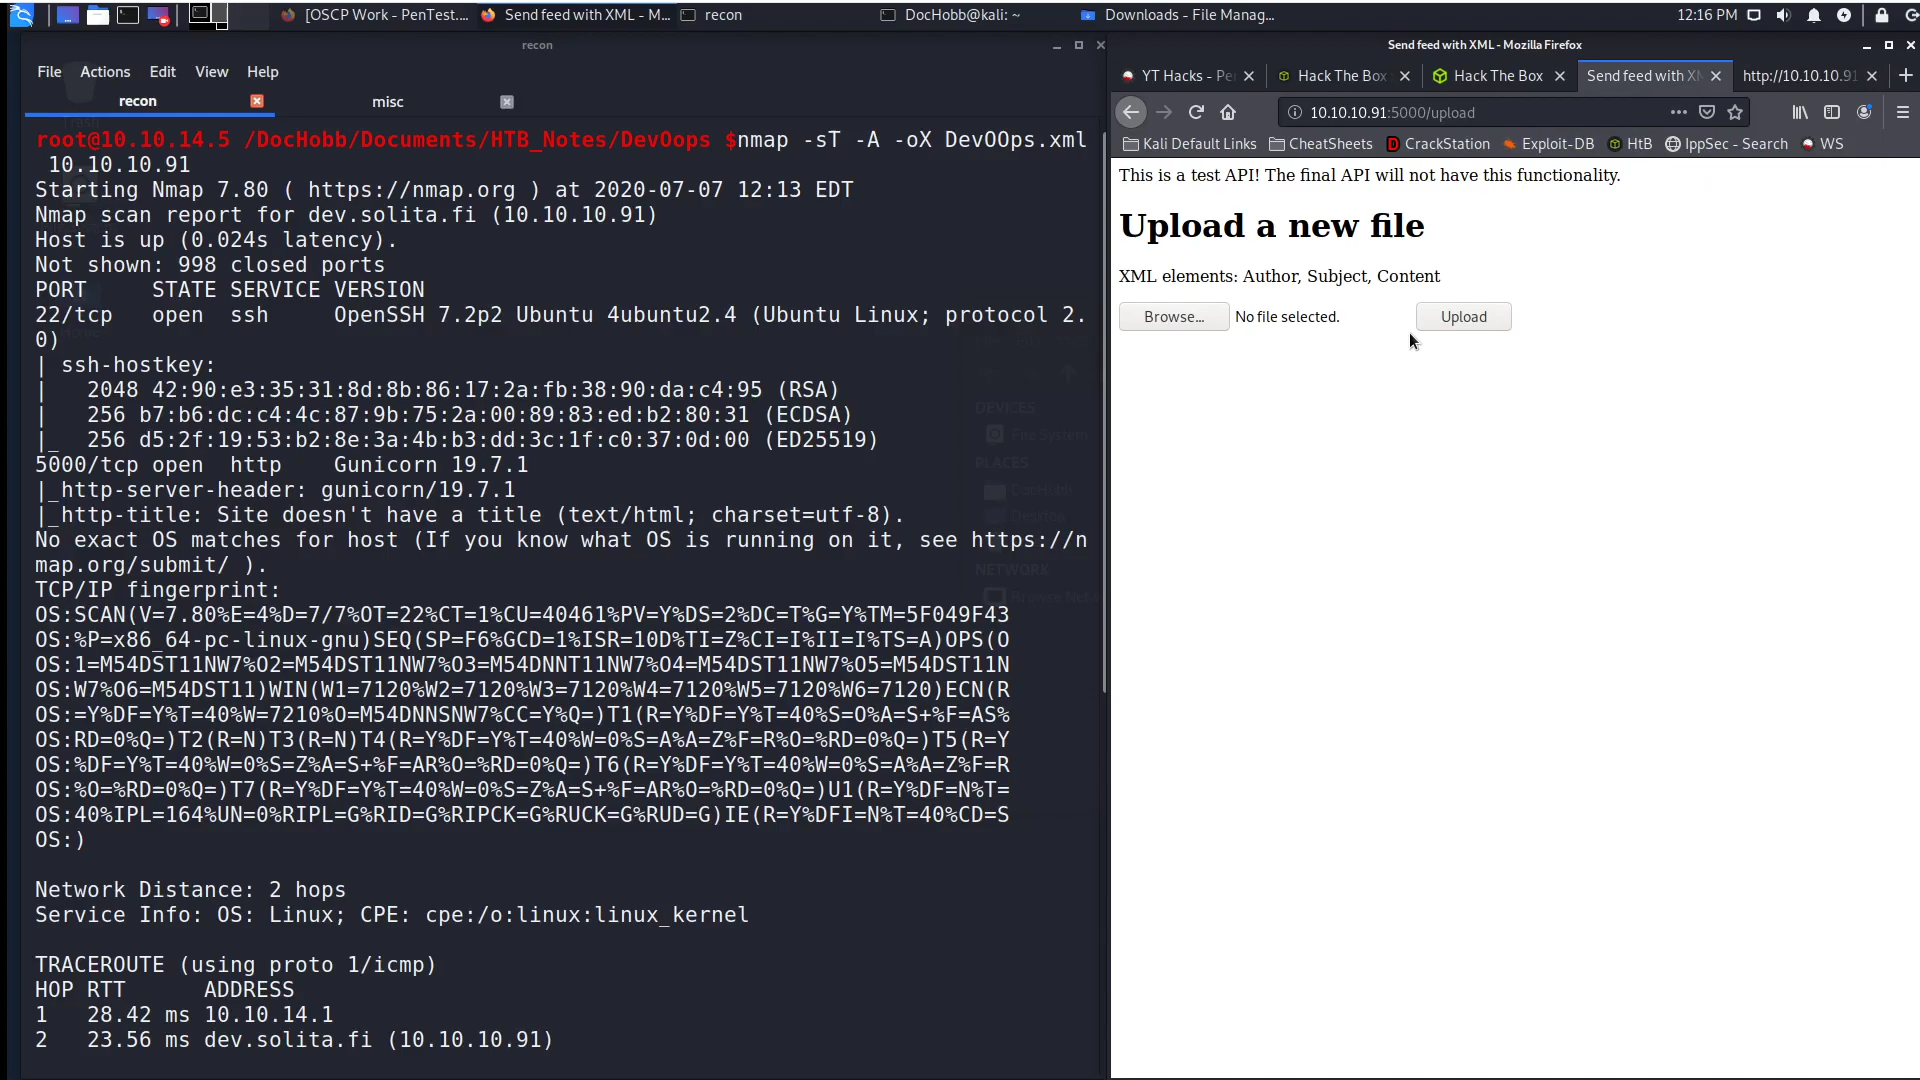 [OSCP Work - PenTest....
Send feed with XML - M...
recon
DocHobb@kali: ~
Downloads - File Manag...
12:16 PM
recon
File Actions Edit View Help
recon
misc
root@10.10.14.5 /DocHobb/Documents/HTB_Notes/DevOops $nmap -sT -A -oX DevOOps.xml
10.10.10.91
Starting Nmap 7.80 ( https://nmap.org ) at 2020-07-07 12:13 EDT
Nmap scan report for dev.solita.fi (10.10.10.91)
Host is up (0.024s latency).
Not shown: 998 closed ports
PORT     STATE SERVICE VERSION
22/tcp   open  ssh     OpenSSH 7.2p2 Ubuntu 4ubuntu2.4 (Ubuntu Linux; protocol 2.
0)
| ssh-hostkey:
|   2048 42:90:e3:35:31:8d:8b:86:17:2a:fb:38:90:da:c4:95 (RSA)
|   256 b7:b6:dc:c4:4c:87:9b:75:2a:00:89:83:ed:b2:80:31 (ECDSA)
|_  256 d5:2f:19:53:b2:8e:3a:4b:b3:dd:3c:1f:c0:37:0d:00 (ED25519)
5000/tcp open  http    Gunicorn 19.7.1
|_http-server-header: gunicorn/19.7.1
|_http-title: Site doesn't have a title (text/html; charset=utf-8).
No exact OS matches for host (If you know what OS is running on it, see https://n
map.org/submit/ ).
TCP/IP fingerprint:
OS:SCAN(V=7.80%E=4%D=7/7%OT=22%CT=1%CU=40461%PV=Y%DS=2%DC=T%G=Y%TM=5F049F43
OS:%P=x86_64-pc-linux-gnu)SEQ(SP=F6%GCD=1%ISR=10D%TI=Z%CI=I%II=I%TS=A)OPS(O
OS:1=M54DST11NW7%O2=M54DST11NW7%O3=M54DNNT11NW7%O4=M54DST11NW7%O5=M54DST11N
OS:W7%O6=M54DST11)WIN(W1=7120%W2=7120%W3=7120%W4=7120%W5=7120%W6=7120)ECN(R
OS:=Y%DF=Y%T=40%W=7210%O=M54DNNSNW7%CC=Y%Q=)T1(R=Y%DF=Y%T=40%S=O%A=S+%F=AS%
OS:RD=0%Q=)T2(R=N)T3(R=N)T4(R=Y%DF=Y%T=40%W=0%S=A%A=Z%F=R%O=%RD=0%Q=)T5(R=Y
OS:%DF=Y%T=40%W=0%S=Z%A=S+%F=AR%O=%RD=0%Q=)T6(R=Y%DF=Y%T=40%W=0%S=A%A=Z%F=R
OS:%O=%RD=0%Q=)T7(R=Y%DF=Y%T=40%W=0%S=Z%A=S+%F=AR%O=%RD=0%Q=)U1(R=Y%DF=N%T=
OS:40%IPL=164%UN=0%RIPL=G%RID=G%RIPCK=G%RUCK=G%RUD=G)IE(R=Y%DFI=N%T=40%CD=S
OS:)
Network Distance: 2 hops
Service Info: OS: Linux; CPE: cpe:/o:linux:linux_kernel
TRACEROUTE (using proto 1/icmp)
HOP RTT      ADDRESS
1   28.42 ms 10.10.14.1
2   23.56 ms dev.solita.fi (10.10.10.91)
DEVICES
File System
PLACES
DocHobb
Desktop
NETWORK
Send feed with XML - Mozilla Firefox
YT Hacks - Pe
Hack The Box
Hack The Box
Send feed with XM
http://10.10.10.91
10.10.10.91:5000/upload
Kali Default Links CheatSheets CrackStation Exploit-DB HtB IppSec - Search WS
This is a test API! The final API will not have this functionality.
Upload a new file
XML elements: Author, Subject, Content
Browse... No file selected. Upload